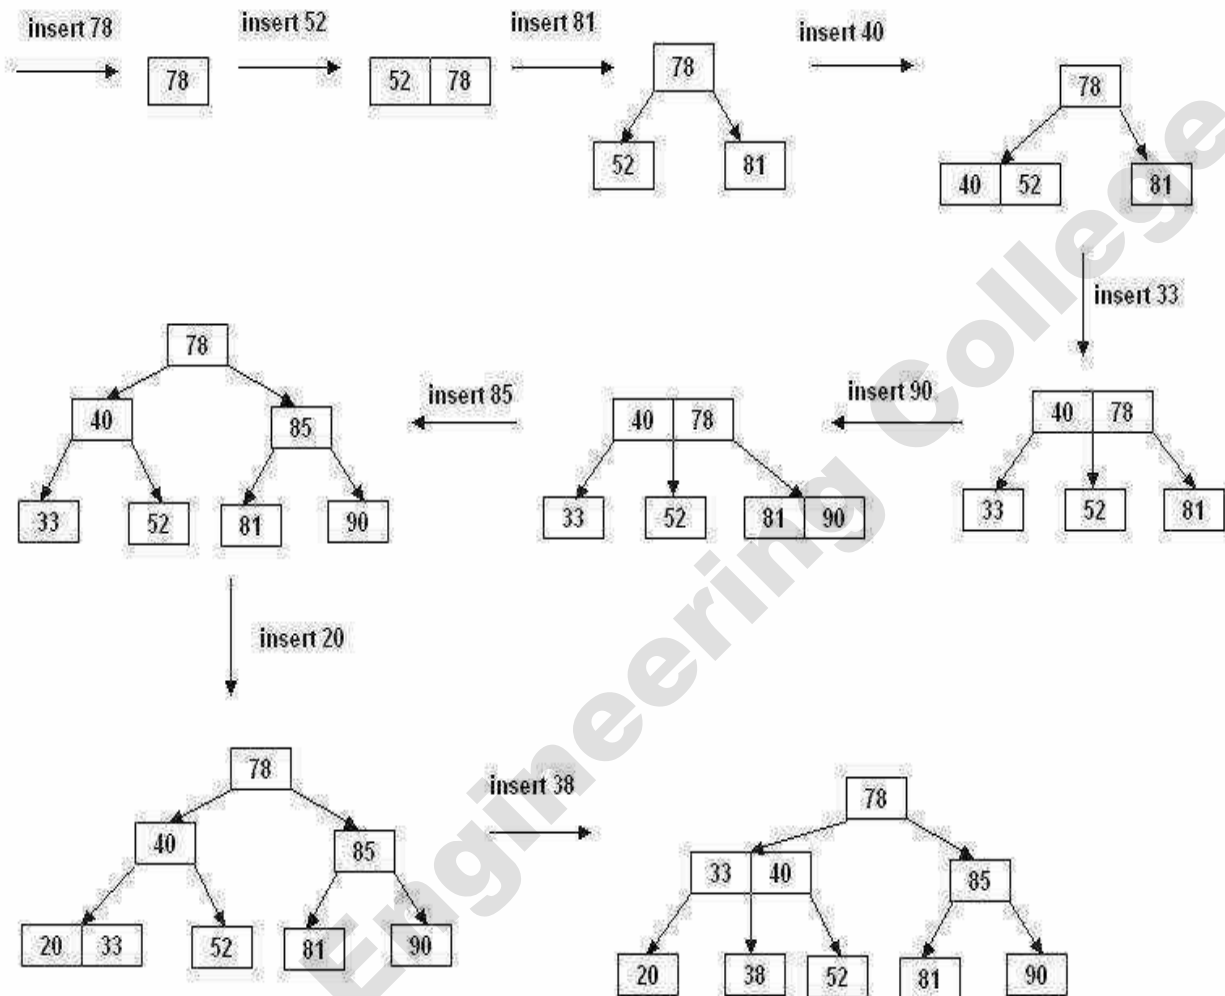 insert 78
78
insert 52
52 78
insert 81
78
52 81
insert 40
78
40 52 81
insert 33
40 78
33 52 81
insert 90
40 78
33 52 81 90
insert 85
78
40 85
33 52 81 90
insert 20
78
40 85
20 33 52 81 90
insert 38
78
33 40 85
20 38 52 81 90
Engineering College